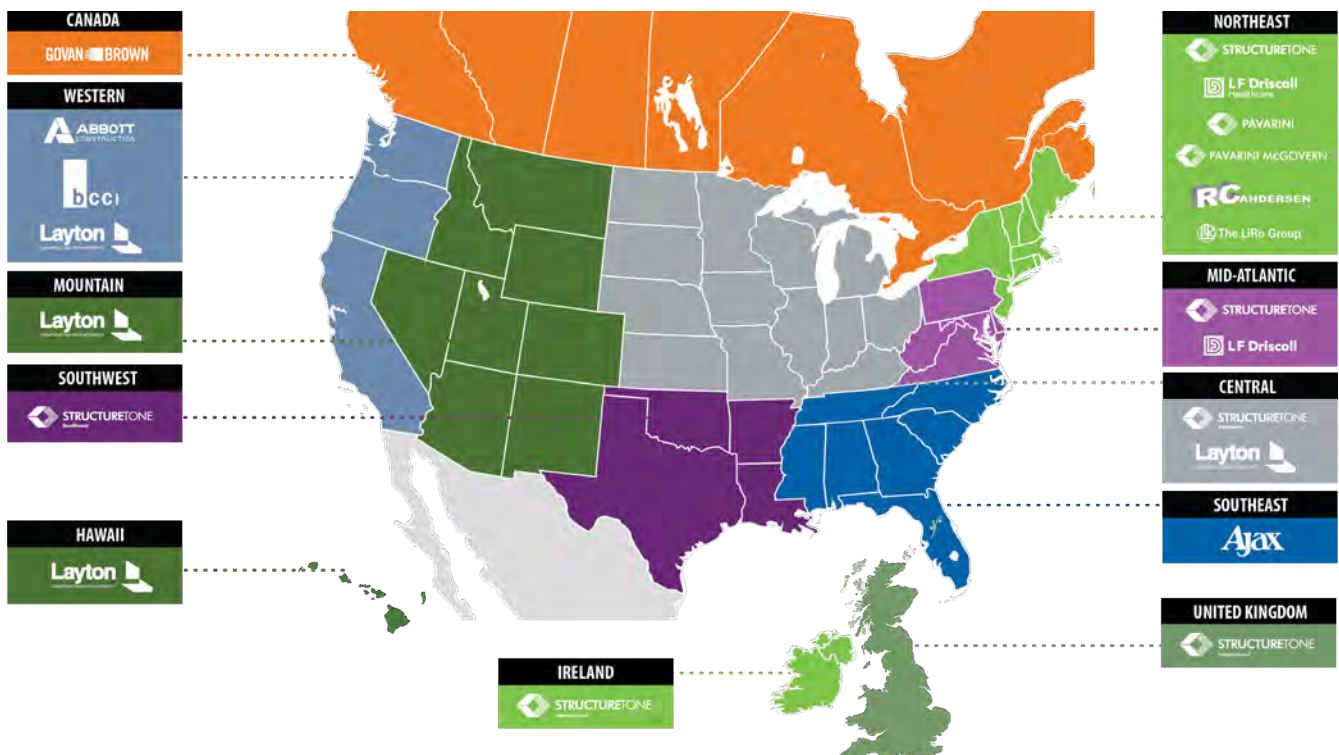 CANADA
GOVAN BROWN
WESTERN
ABBOTT
CONSTRUCTION
bcci
Layton
MOUNTAIN
Layton
SOUTHWEST
STRUCTURETONE
Southwest
HAWAII
Layton
IRELAND
STRUCTURETONE
NORTHEAST
STRUCTURETONE
LF Driscoll
Healthcare
PAVARINI
PAVARINI McGOVERN
RCANDERSEN
The LiRo Group
MID-ATLANTIC
STRUCTURETONE
LF Driscoll
CENTRAL
STRUCTURETONE
Layton
SOUTHEAST
Ajax
UNITED KINGDOM
STRUCTURETONE